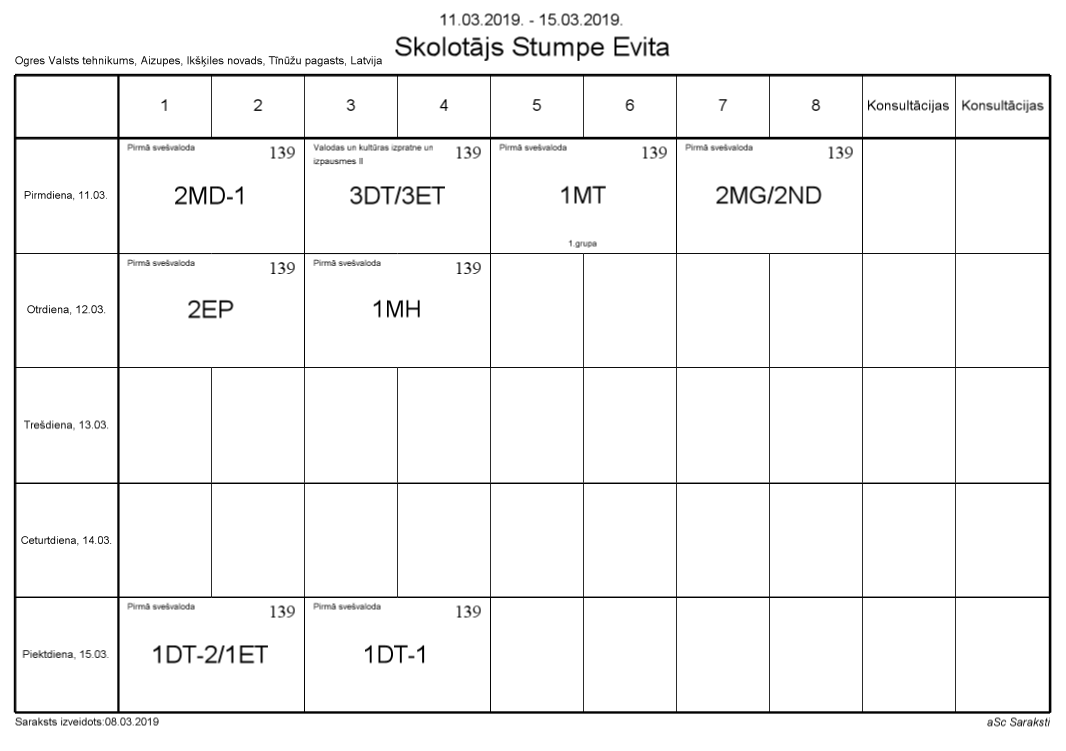 11.03.2019. - 15.03.2019.
Skolotājs Stumpe Evita
Ogres Valsts tehnikums, Aizupes, Ikšķiles novads, Tīnūžu pagasts, Latvija
1 2 3 4 5 6 7 8 Konsultācijas Konsultācijas
Pirmdiena, 11.03.
Pirmā svešvaloda 139
2MD-1
Valodas un kultūras izpratne un 139
izpausmes II
3DT/3ET
Pirmā svešvaloda 139
1MT
1.grupa
Pirmā svešvaloda 139
2MG/2ND
Otrdiena, 12.03.
Pirmā svešvaloda 139
2EP
Pirmā svešvaloda 139
1MH
Trešdiena, 13.03.
Ceturtdiena, 14.03.
Piektdiena, 15.03.
Pirmā svešvaloda 139
1DT-2/1ET
Pirmā svešvaloda 139
1DT-1
Saraksts izveidots:08.03.2019
aSc Saraksti